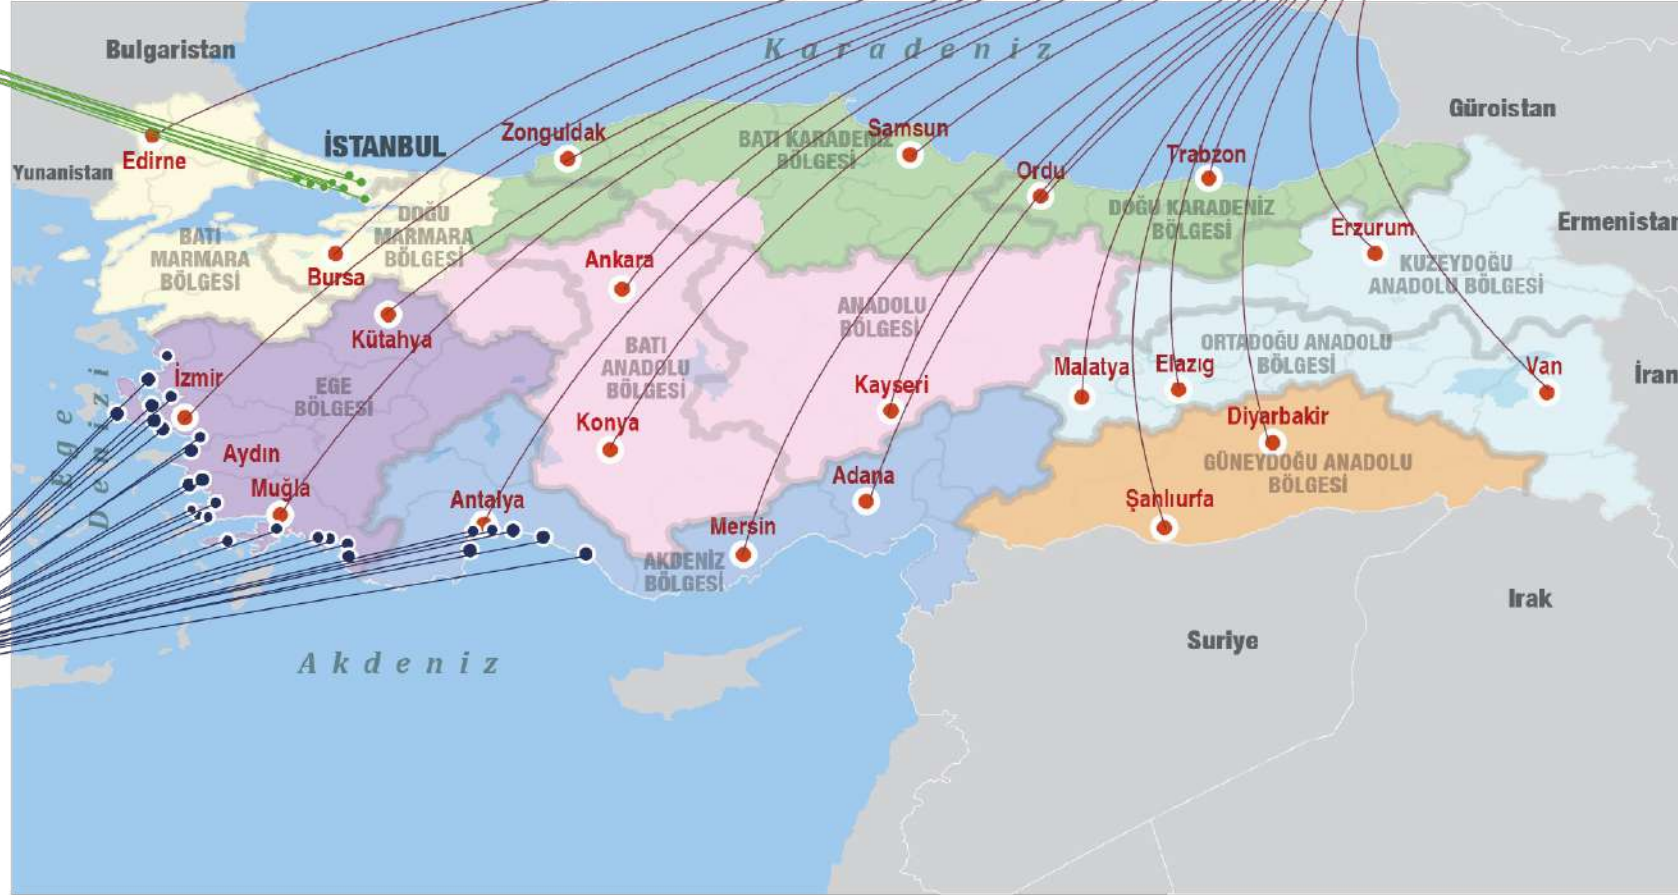 Bulgaristan
Karadeniz
Güroistan
Zonguldak
BATI KARADENİZ
BÖLGESİ
Samsun
İSTANBUL
Edirne
Yunanistan
Ordu
Trabzon
DOĞU KARADENİZ
BÖLGESİ
Ermenistan
DOĞU
MARMARA
BÖLGESİ
BATI
MARMARA
BÖLGESİ
Bursa
Ankara
Erzurum
KUZEYDOĞU
ANADOLU BÖLGESİ
Kütahya
ANADOLU
BÖLGESİ
BATI
ANADOLU
BÖLGESİ
ORTADOĞU ANADOLU
BÖLGESİ
Malatya
Elazıg
Van
İran
İzmir
EGE
BÖLGESİ
Kayseri
Konya
Diyarbakir
GÜNEYDOĞU ANADOLU
BÖLGESİ
Ege
Denizi
Aydın
Muğla
Antalya
Adana
Şanlıurfa
Mersin
AKDENİZ
BÖLGESİ
Irak
Suriye
Akdeniz